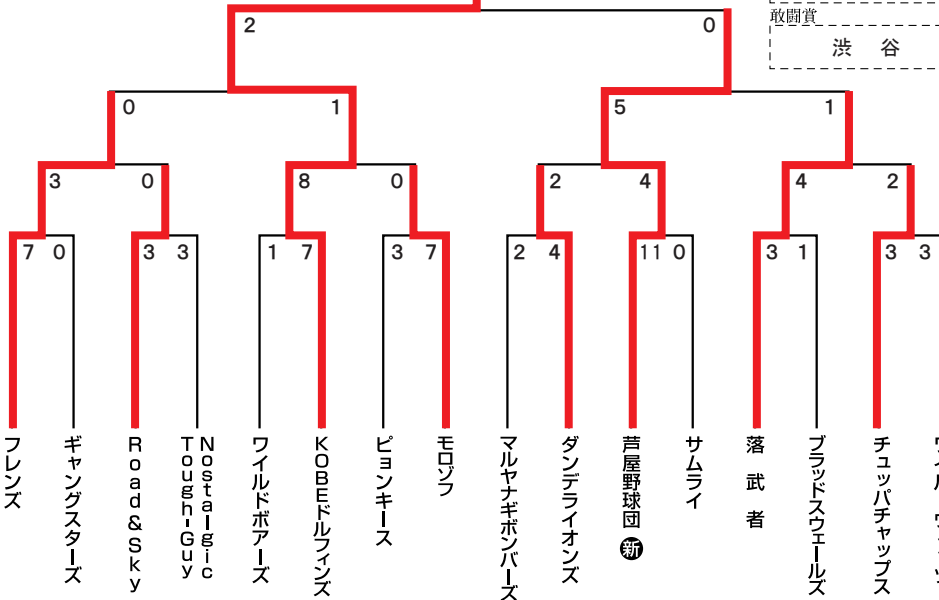 敢闘賞
渋 谷
2 0
0 1 5 1
3 0 8 0 2 4 4 2
7 0 3 3 1 7 3 7 2 4 11 0 3 1 3 3
フレンズ
ギャングスターズ
Road&Sky
Nostalgic
Tough-Guy
ワイルドボアーズ
KOBEドルフィンズ
ピョンキース
モロゾフ
マルヤナギボンバーズ
ダンデライオンズ
芦屋野球団 新
サムライ
落武者
ブラッドスウェールズ
チュッパチャップス